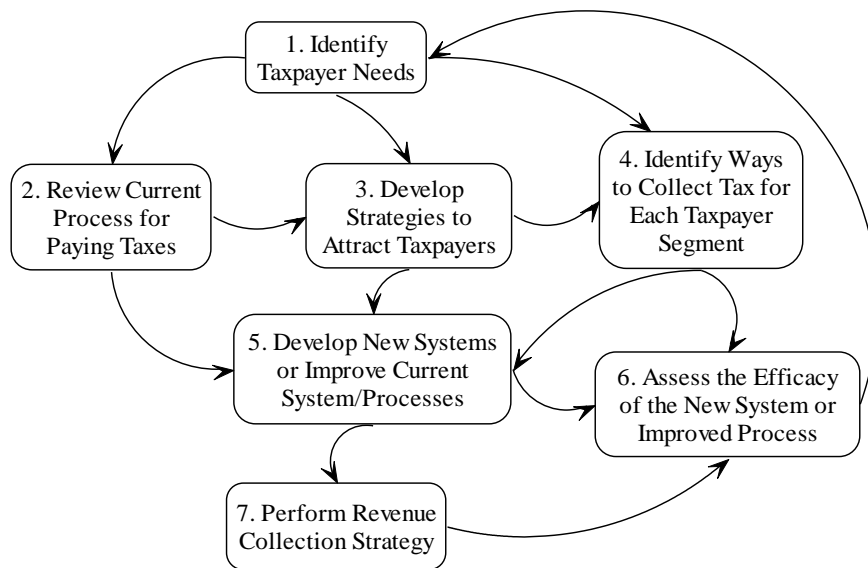 1. Identify
Taxpayer Needs
2. Review Current
Process for
Paying Taxes
3. Develop
Strategies to
Attract Taxpayers
4. Identify Ways
to Collect Tax for
Each Taxpayer
Segment
5. Develop New Systems
or Improve Current
System/Processes
6. Assess the Efficacy
of the New System or
Improved Process
7. Perform Revenue
Collection Strategy